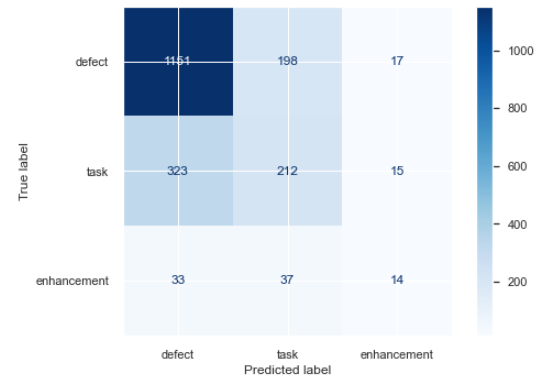 defect
1151 198 17
1000
800
True label
task
323 212 15
600
400
enhancement
33 37 14
200
defect task enhancement
Predicted label